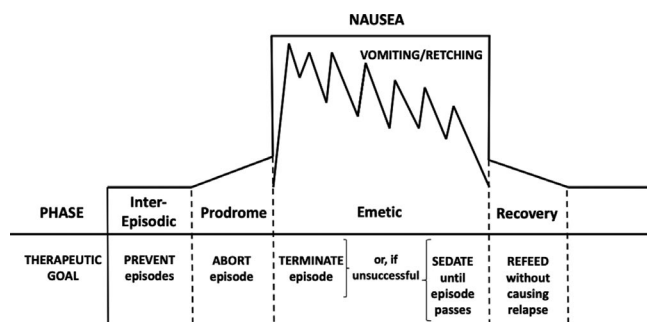 NAUSEA
VOMITING/RETCHING
PHASE
Inter-
Episodic
Prodrome
Emetic
Recovery
THERAPEUTIC
GOAL
PREVENT
episodes
ABORT
episode
TERMINATE
episode
or, if
unsuccessful
SEDATE
until
episode
passes
REFEED
without
causing
relapse